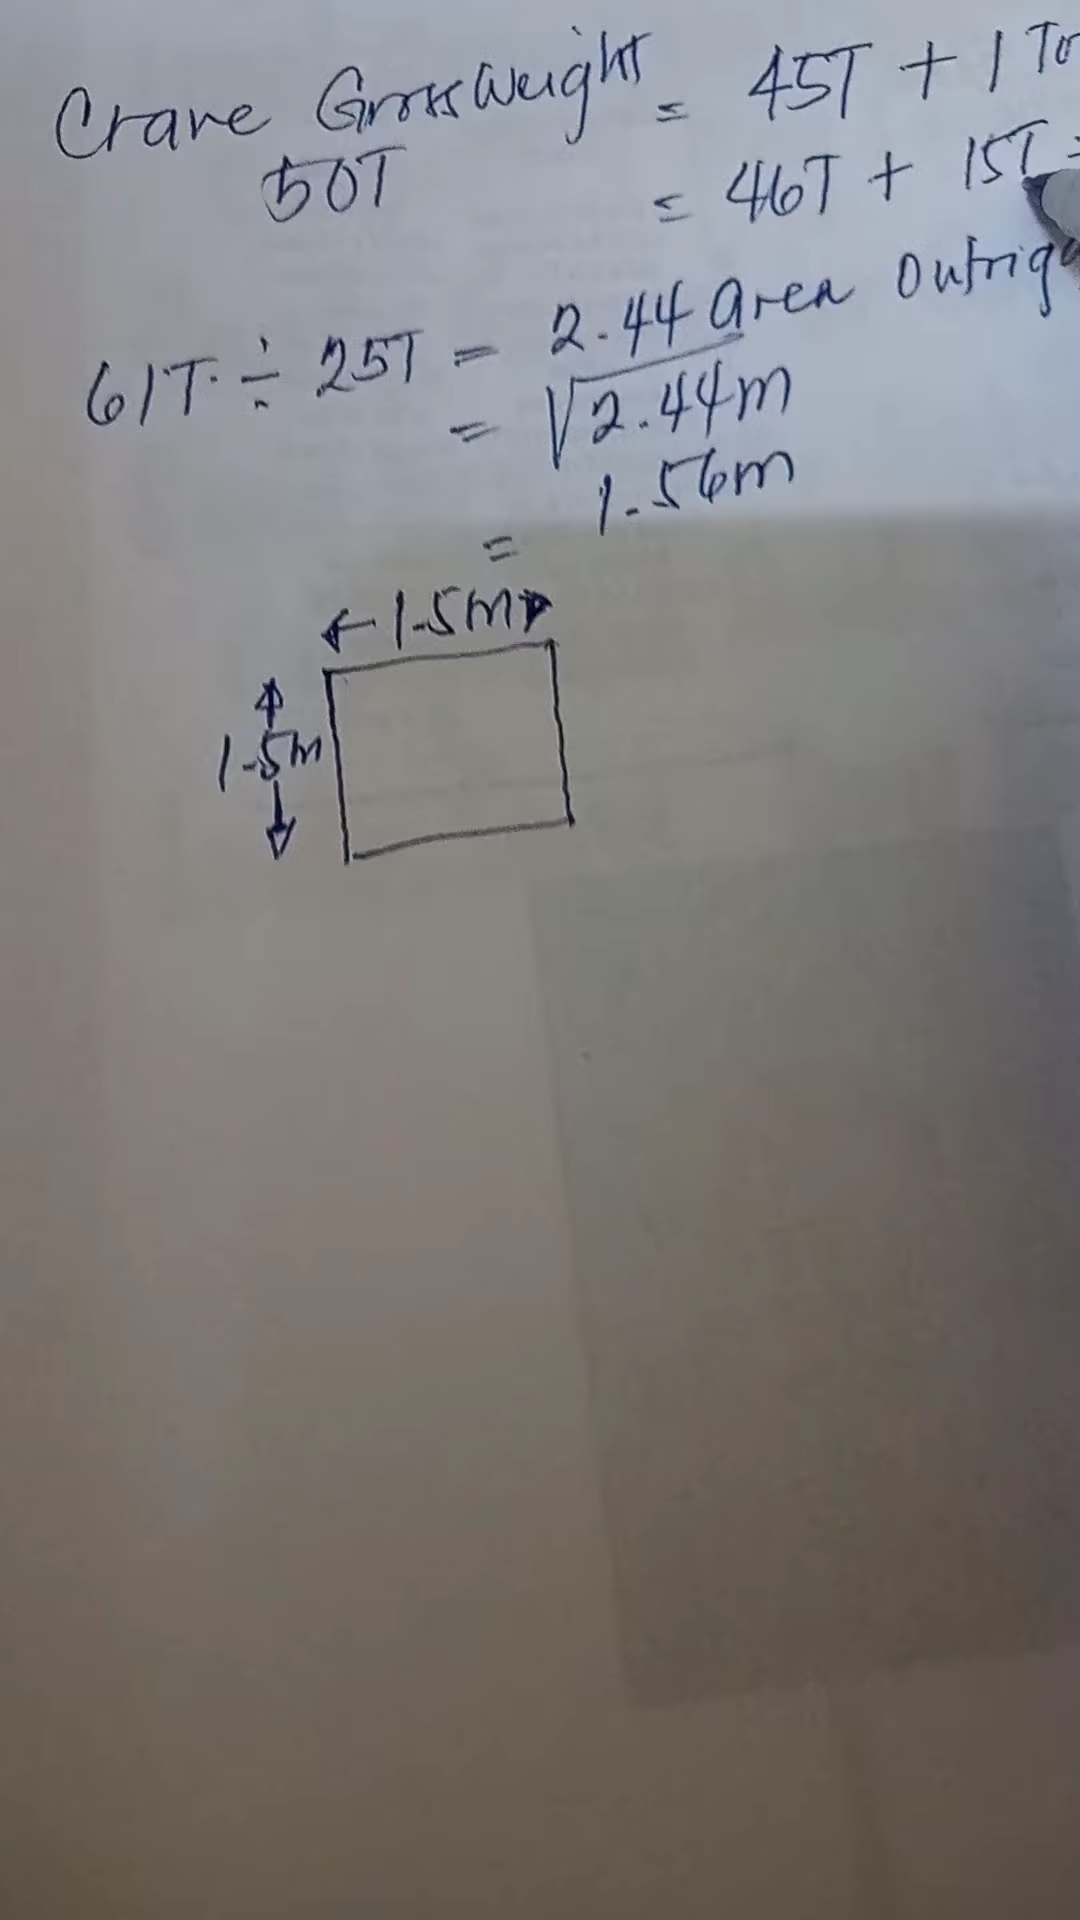 Crane Gross Weight = 45T + 1 To
50T = 46T + 15T =
61T ÷ 25T = 2.44 area Outrig
= √2.44m
= 1.56m
1.5m
1.5m